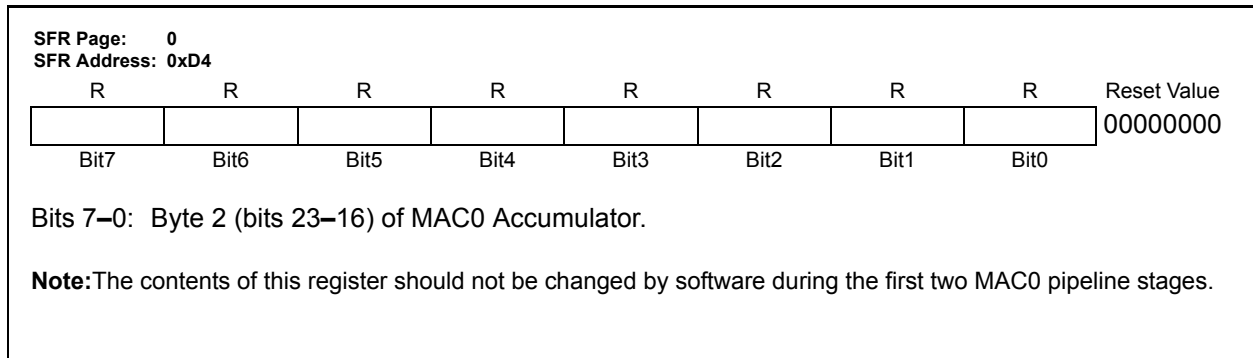 SFR Page: 0
SFR Address: 0xD4
R R R R R R R R Reset Value
00000000
Bit7 Bit6 Bit5 Bit4 Bit3 Bit2 Bit1 Bit0
Bits 7–0: Byte 2 (bits 23–16) of MAC0 Accumulator.
Note:The contents of this register should not be changed by software during the first two MAC0 pipeline stages.